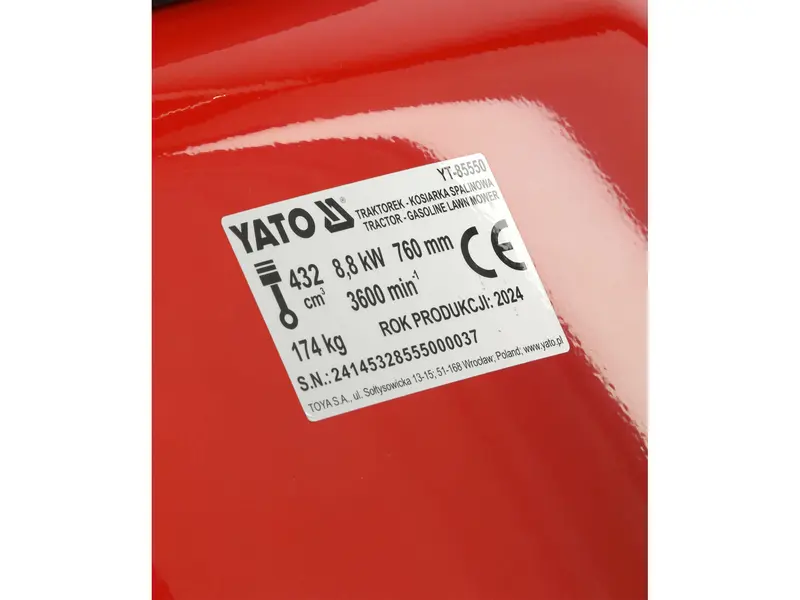 YT-85550
YATO ®
TRAKTOREK - KOSIARKA SPALINOWA
TRACTOR - GASOLINE LAWN MOWER
432 cm³ 8,8 kW 760 mm CE
3600 min⁻¹
174 kg ROK PRODUKCJI: 2024
S.N.: 24145328555000037
TOYA S.A., ul. Sołtysowicka 13-15; 51-168 Wrocław; Poland; www.yato.pl